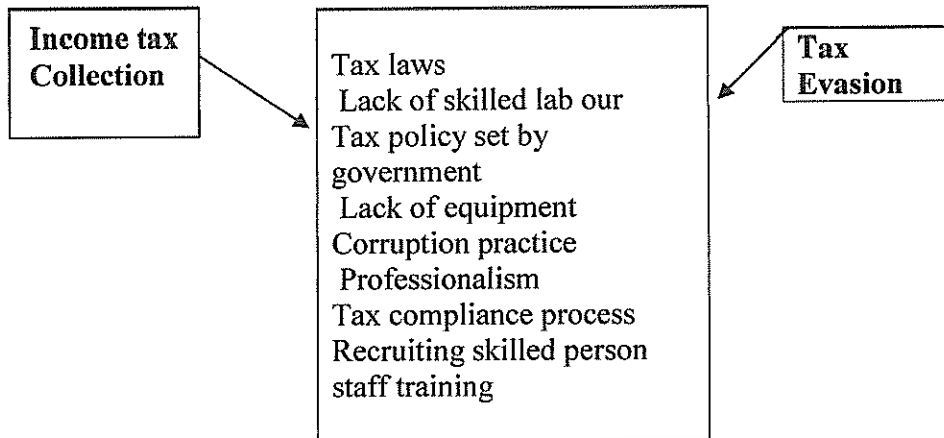 Income tax
Collection
Tax laws
Lack of skilled lab our
Tax policy set by
government
Lack of equipment
Corruption practice
Professionalism
Tax compliance process
Recruiting skilled person
staff training
Tax
Evasion